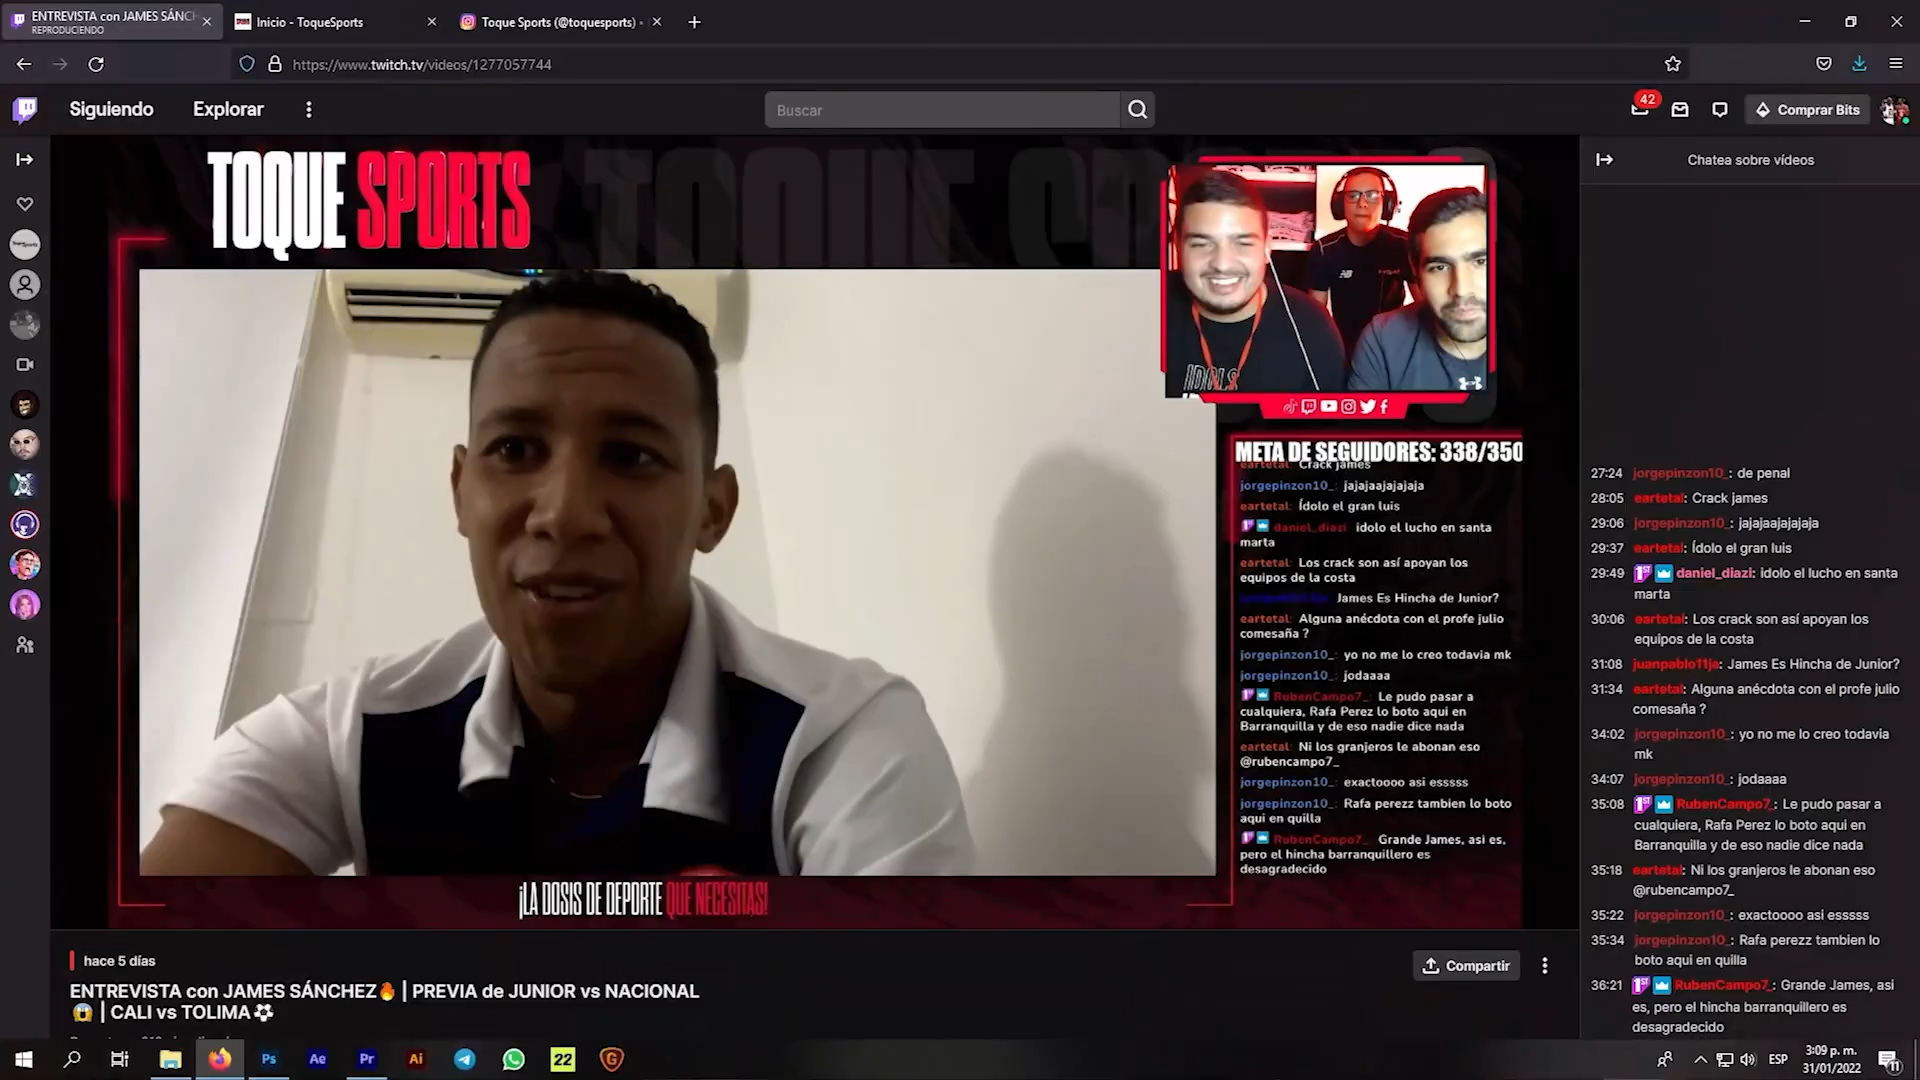 ENTREVISTA con JAMES SÁNCH
REPRODUCIENDO
Inicio - ToqueSports
Toque Sports (@toquesports) -
https://www.twitch.tv/videos/1277057744
Siguiendo
Explorar
Buscar
42
Comprar Bits
TOQUE SPORTS
META DE SEGUIDORES: 338/350
eartetal: Crack james
jorgepinzon10_: jajajaajajajaja
eartetal: Ídolo el gran luis
daniel_diazi idolo el lucho en santa
marta
eartetal: Los crack son así apoyan los
equipos de la costa
James Es Hincha de Junior?
eartetal: Alguna anécdota con el profe julio
comesaña ?
jorgepinzon10_: yo no me lo creo todavia mk
jorgepinzon10_: jodaaaa
RubenCampo7_ Le pudo pasar a
cualquiera, Rafa Perez lo boto aqui en
Barranquilla y de eso nadie dice nada
eartetal: Ni los granjeros le abonan eso
@rubencampo7_
jorgepinzon10_: exactoooo asi esssss
jorgepinzon10_: Rafa perezz tambien lo boto
aqui en quilla
RubenCampo7_ Grande James, asi es,
pero el hincha barranquillero es
desagradecido
¡LA DOSIS DE DEPORTE QUE NECESITAS!
hace 5 días
Compartir
ENTREVISTA con JAMES SÁNCHEZ🔥 | PREVIA de JUNIOR vs NACIONAL
😱 | CALI vs TOLIMA⚽
Chatea sobre vídeos
27:24 jorgepinzon10_: de penal
28:05 eartetal: Crack james
29:06 jorgepinzon10_: jajajaajajajaja
29:37 eartetal: Ídolo el gran luis
29:49 daniel_diazi: idolo el lucho en santa
marta
30:06 eartetal: Los crack son así apoyan los
equipos de la costa
31:08 juanpablo11ja: James Es Hincha de Junior?
31:34 eartetal: Alguna anécdota con el profe julio
comesaña ?
34:02 jorgepinzon10_: yo no me lo creo todavia
mk
34:07 jorgepinzon10_: jodaaaa
35:08 RubenCampo7_: Le pudo pasar a
cualquiera, Rafa Perez lo boto aqui en
Barranquilla y de eso nadie dice nada
35:18 eartetal: Ni los granjeros le abonan eso
@rubencampo7_
35:22 jorgepinzon10_: exactoooo asi esssss
35:34 jorgepinzon10_: Rafa perezz tambien lo
boto aqui en quilla
36:21 RubenCampo7_: Grande James, asi
es, pero el hincha barranquillero es
desagradecido
Ps
Ae
Pr
Ai
22
ESP
3:09 p. m.
31/01/2022
11